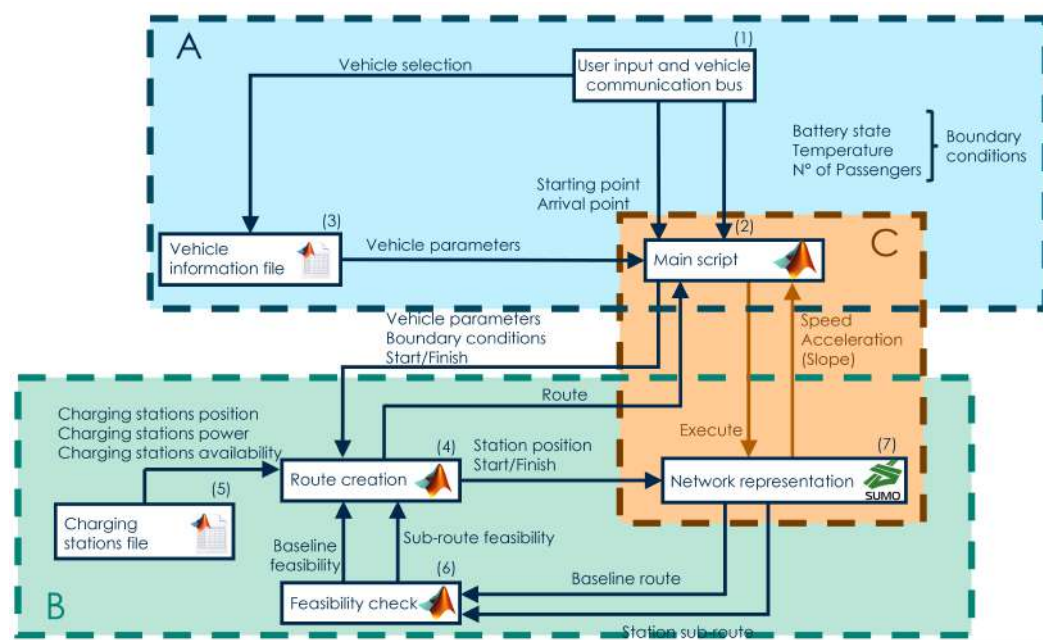 A
(1)
User input and vehicle
communication bus
Vehicle selection
Battery state
Temperature
N° of Passengers
Boundary
conditions
Starting point
Arrival point
(3)
Vehicle
information file
Vehicle parameters
(2)
Main script
C
Vehicle parameters
Boundary conditions
Start/Finish
Speed
Acceleration
(Slope)
Route
Execute
Charging stations position
Charging stations power
Charging stations availability
(4)
Route creation
Station position
Start/Finish
(7)
Network representation
SUMO
(5)
Charging
stations file
Baseline
feasibility
Sub-route feasibility
(6)
Feasibility check
Baseline route
Station sub-route
B